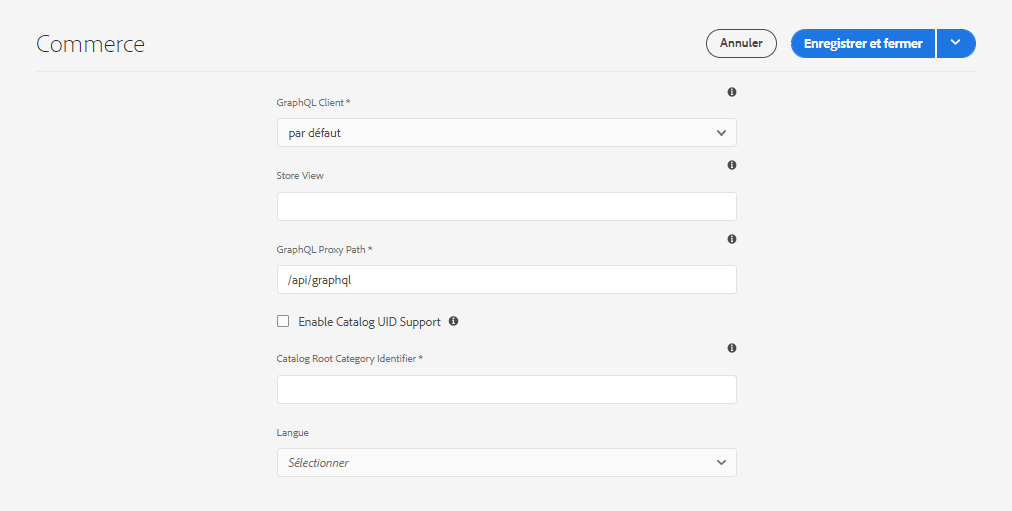 Commerce
Annuler
Enregistrer et fermer
GraphQL Client *
par défaut
Store View
GraphQL Proxy Path *
/api/graphql
Enable Catalog UID Support
Catalog Root Category Identifier *
Langue
Sélectionner